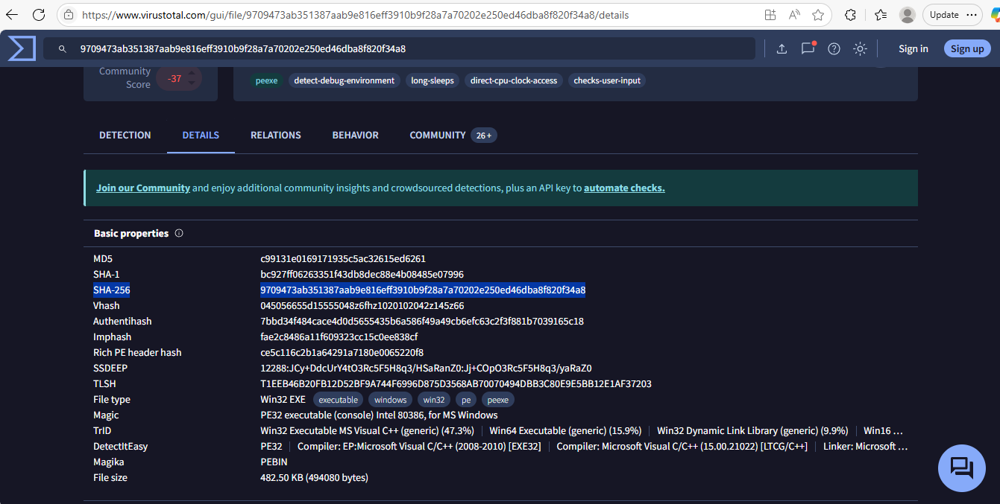 https://www.virustotal.com/gui/file/9709473ab351387aab9e816eff3910b9f28a7a70202e250ed46dba8f820f34a8/details
Update
9709473ab351387aab9e816eff3910b9f28a7a70202e250ed46dba8f820f34a8
Sign in
Sign up
Community
Score
-37
peexe detect-debug-environment long-sleeps direct-cpu-clock-access checks-user-input
DETECTION DETAILS RELATIONS BEHAVIOR COMMUNITY 26+
Join our Community and enjoy additional community insights and crowdsourced detections, plus an API key to automate checks.
Basic properties
MD5 c99131e0169171935c5ac32615ed6261
SHA-1 bc927ff06263351f43db8dec88e4b08485e07996
SHA-256 9709473ab351387aab9e816eff3910b9f28a7a70202e250ed46dba8f820f34a8
Vhash 045056655d15555048z6fhz1020102042z145z66
Authentihash 7bbd34f484cace4d0d5655435b6a586f49a49cb6efc63c2f3f881b7039165c18
Imphash fae2c8486a11f609323cc15c0ee838cf
Rich PE header hash ce5c116c2b1a64291a7180e0065220f8
SSDEEP 12288:JCy+DdcUrY4tO3Rc5F5H8q3/HSaRanZ0:Jj+COpO3Rc5F5H8q3/yaRaZ0
TLSH T1EEB46B20FB12D52BF9A744F6996D875D3568AB70070494DBB3C80E9E5BB12E1AF37203
File type Win32 EXE executable windows win32 pe peexe
Magic PE32 executable (console) Intel 80386, for MS Windows
TrID Win32 Executable MS Visual C++ (generic) (47.3%) | Win64 Executable (generic) (15.9%) | Win32 Dynamic Link Library (generic) (9.9%) | Win16 ...
DetectItEasy PE32 | Compiler: EP:Microsoft Visual C/C++ (2008-2010) [EXE32] | Compiler: Microsoft Visual C/C++ (15.00.21022) [LTCG/C++] | Linker: Microsoft ...
Magika PEBIN
File size 482.50 KB (494080 bytes)